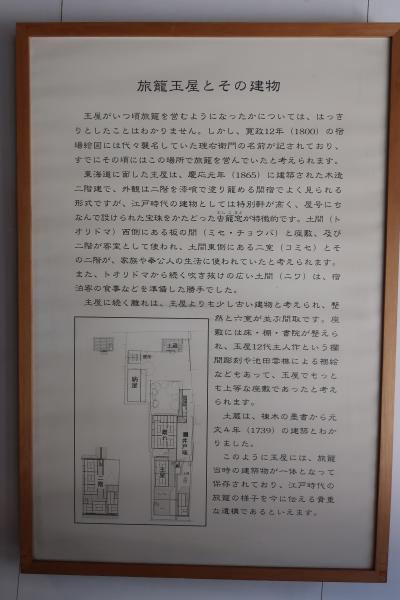 旅籠玉屋とその建物
玉屋がいつ頃旅籠を営むようになったかについては、はっき
りとしたことはわかりません。しかし、寛政12年（1800）の宿
場絵図には代々襲名していた理右衛門の名前が記されており、
すでにその頃にはこの場所で旅籠を営んでいたと考えられます。
東海道に面した主屋は、慶応元年（1865）に建築された木造
二階建で、外観は二階を漆喰で塗り籠める関宿でよく見られる
形式ですが、江戸時代の建物としては特別軒が高く、屋号にち
なんで設けられた宝珠をかたどった虫籠窓が特徴的です。土間（ト
オリドマ）西側にある板の間（ミセ・チョウバ）と座敷、及び
二階が客室として使われ、土間東側にある二室（コミセ）とそ
の二階が、家族や奉公人の生活に使われていたと考えられます。
また、トオリドマから続く吹き抜けの広い土間（ニワ）は、宿
泊客の食事などを準備した勝手でした。
主屋に続く離れは、主屋よりも少し古い建物と考えられ、整
然と六室が並ぶ間取です。座
敷には床・棚・書院が整えら
れ、玉屋12代主人作という欄
間彫刻や池田雲樵による襖絵
などもあって、玉屋でもっと
も上等な座敷であったと考え
られます。
土蔵は、棟木の墨書から元
文4年（1739）の建築とわか
りました。
このように玉屋には、旅籠
当時の建築物が一体となって
保存されており、江戸時代の
旅籠の様子を今に伝える貴重
な遺構であるといえます。
土蔵
納屋
離れ
主屋
二階